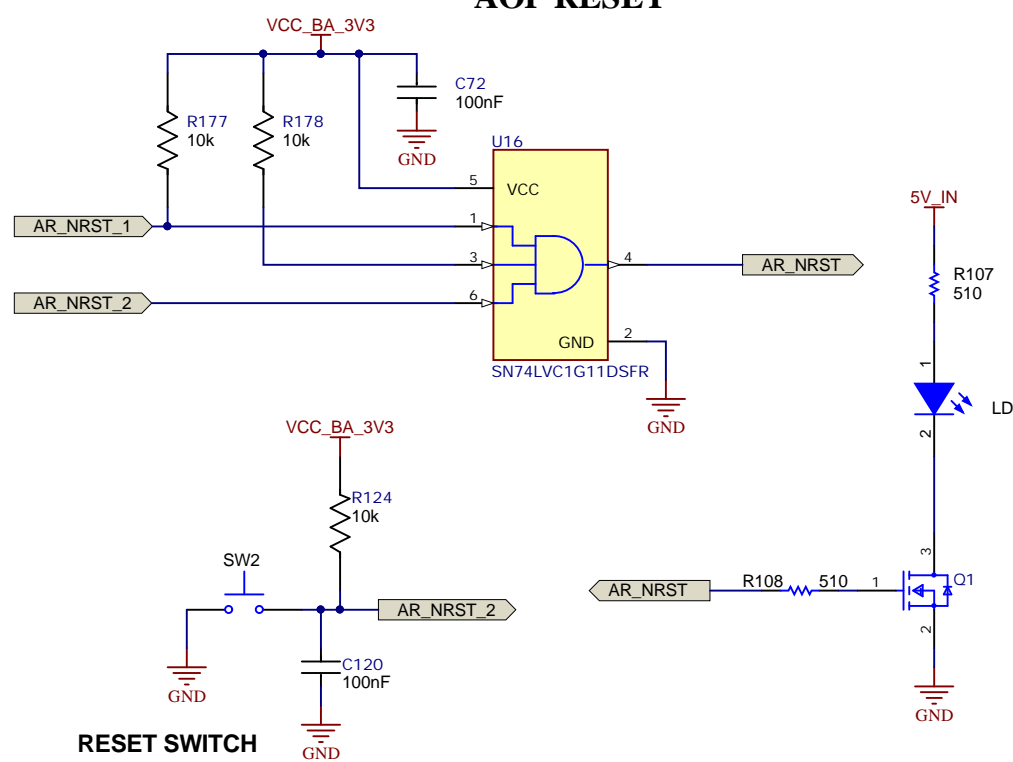 AOP RESET
VCC_BA_3V3
C72
100nF
GND
R177
10k
R178
10k
U16
5
VCC
AR_NRST_1
1
3
4
AR_NRST
AR_NRST_2
6
GND
2
SN74LVC1G11DSFR
GND
5V_IN
R107
510
1
LD
2
VCC_BA_3V3
R124
10k
SW2
AR_NRST_2
GND
C120
100nF
GND
RESET SWITCH
AR_NRST
R108
510
1
3
Q1
2
GND